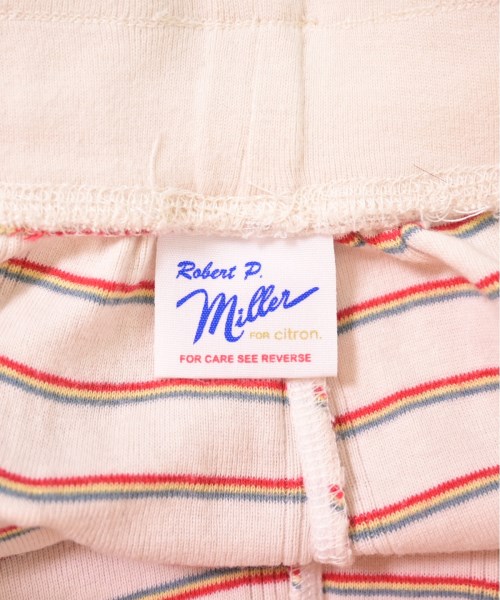 Robert P.
Miller
FOR citron.
FOR CARE SEE REVERSE